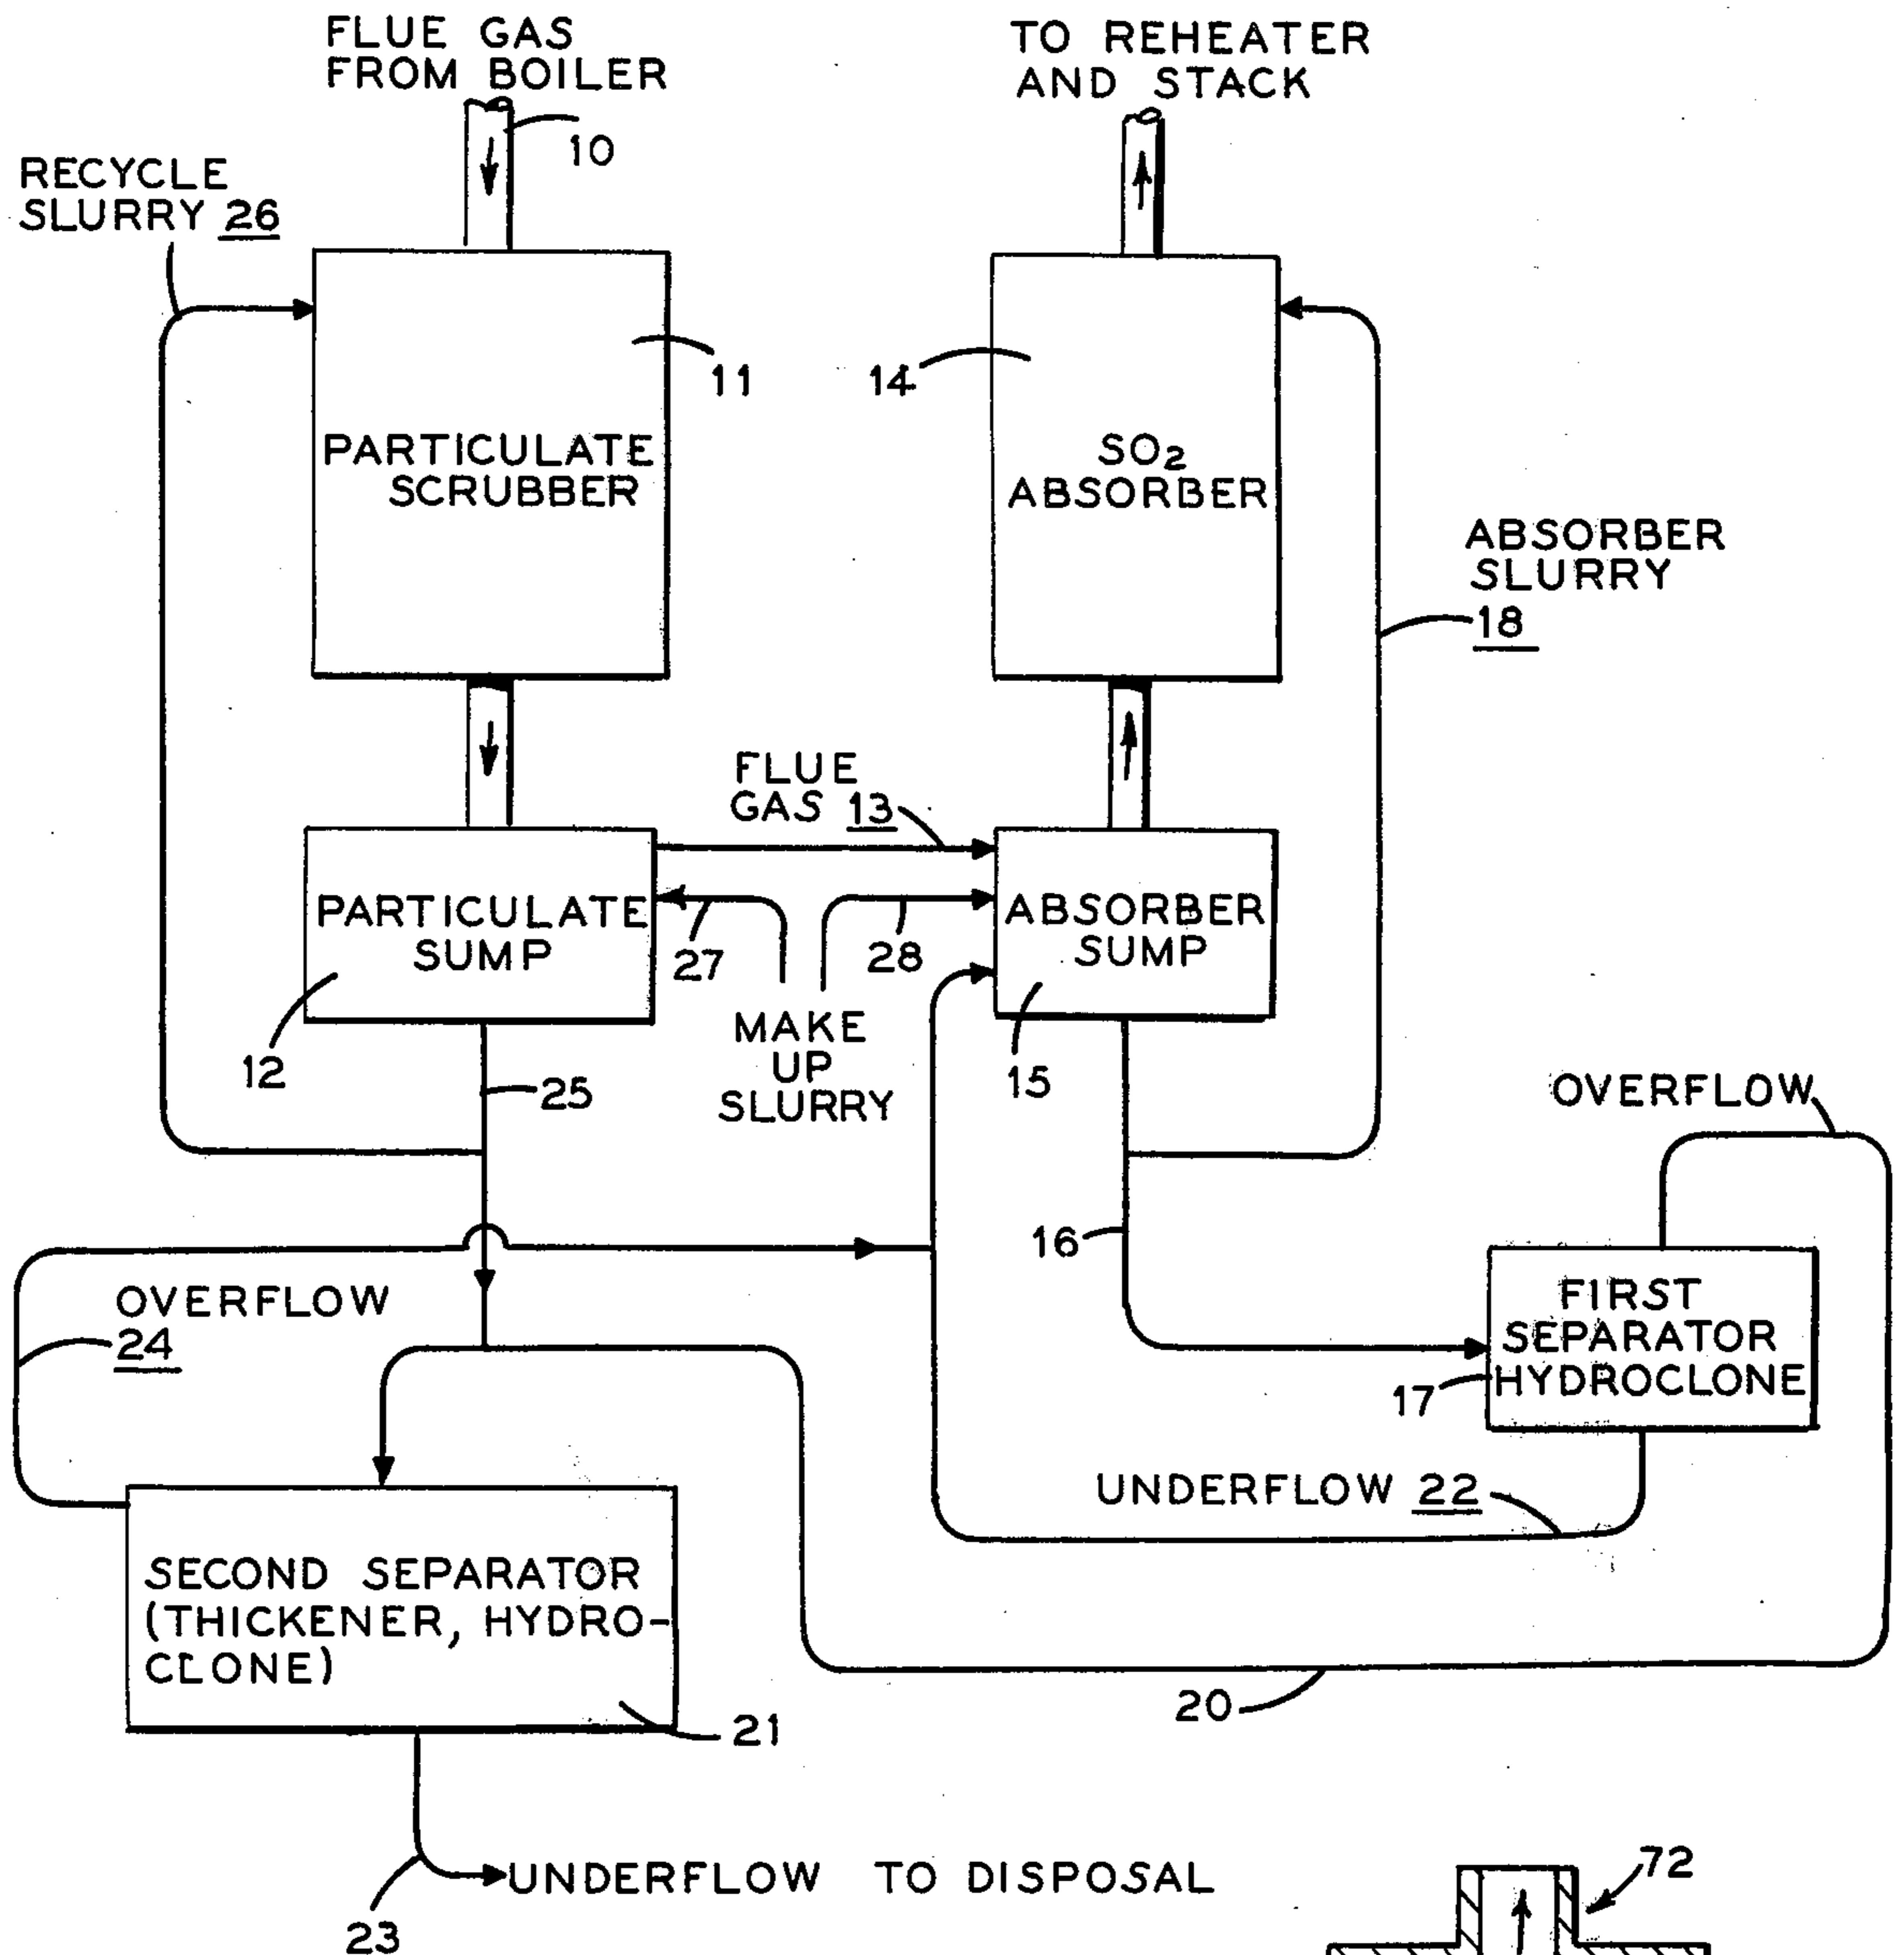 FLUE GAS
FROM BOILER
TO REHEATER
AND STACK
10
RECYCLE
SLURRY 26
11
14
PARTICULATE
SCRUBBER
SO2
ABSORBER
ABSORBER
SLURRY
18
FLUE
GAS 13
PARTICULATE
SUMP
27
28
ABSORBER
SUMP
12
MAKE
UP
SLURRY
15
25
OVERFLOW
16
OVERFLOW
24
FIRST
SEPARATOR
HYDROCLONE
17
UNDERFLOW 22
SECOND SEPARATOR
(THICKENER, HYDRO-
CLONE)
21
20
UNDERFLOW TO DISPOSAL
23
72